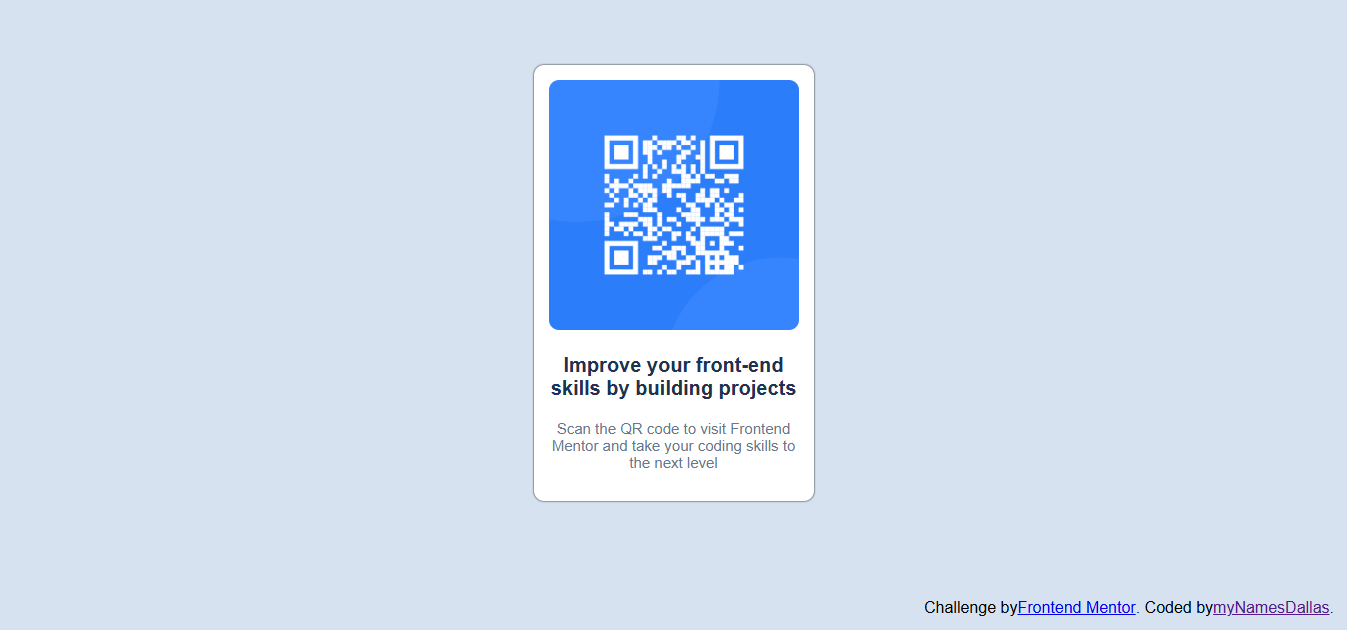 Improve your front-end
skills by building projects
Scan the QR code to visit Frontend
Mentor and take your coding skills to
the next level
Challenge byFrontend Mentor. Coded bymyNamesDallas.